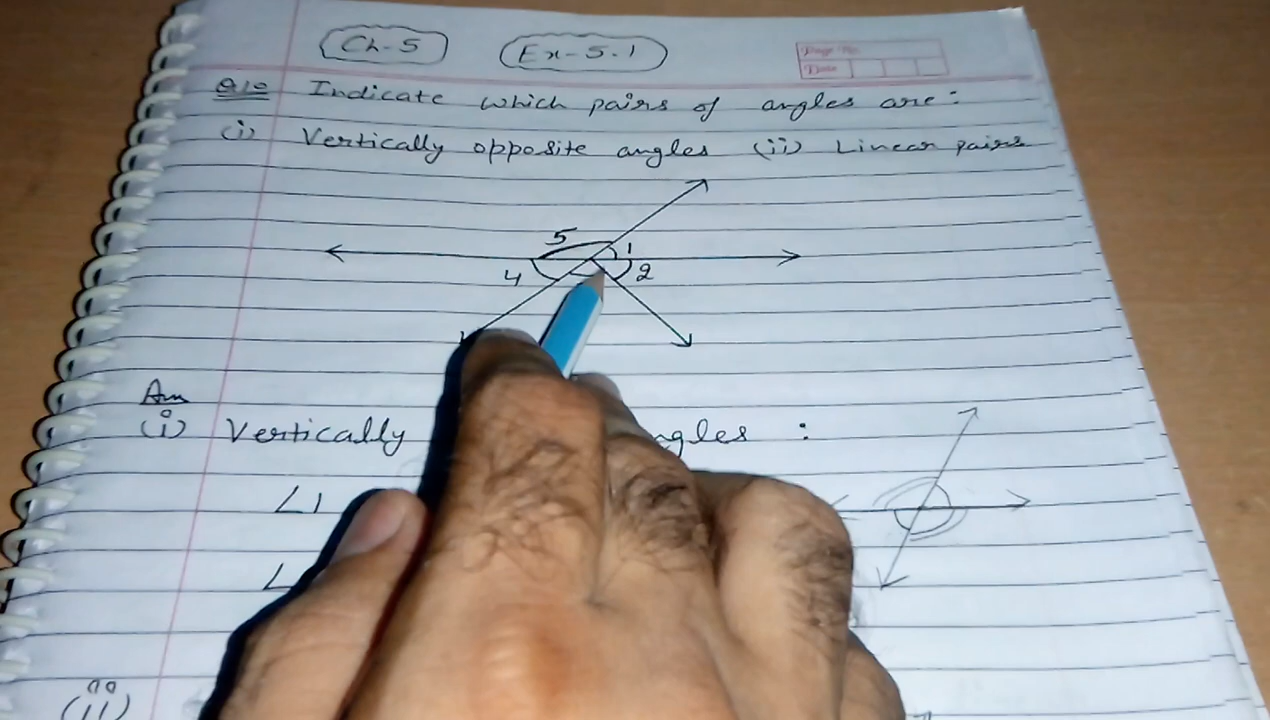 Ch-5 Ex-5.1
Page No.
Date
Q10 Indicate which pairs of angles are:
(i) Vertically opposite angles (ii) Linear pairs
5 1
4 2
Ans
(i) Vertically ngles :
∠1
∠
(ii)